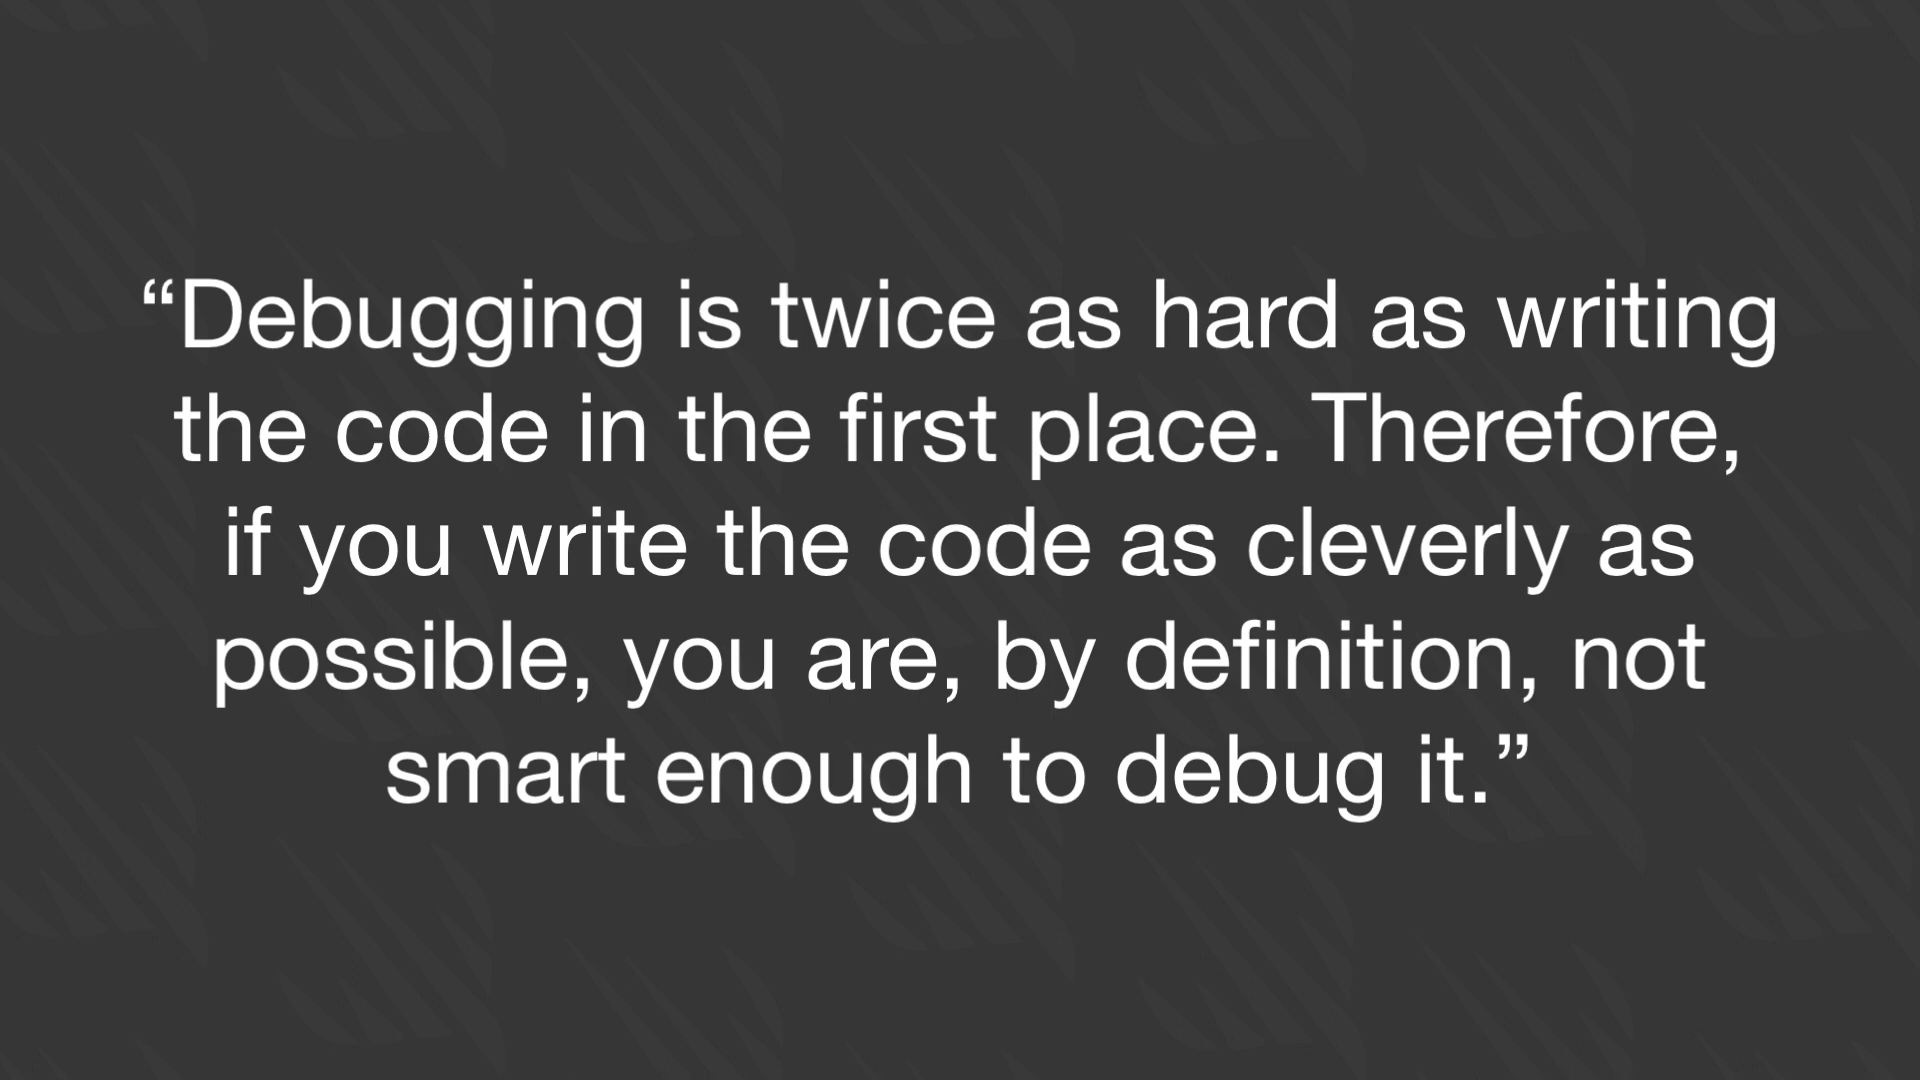 “Debugging is twice as hard as writing
the code in the first place. Therefore,
if you write the code as cleverly as
possible, you are, by definition, not
smart enough to debug it.”